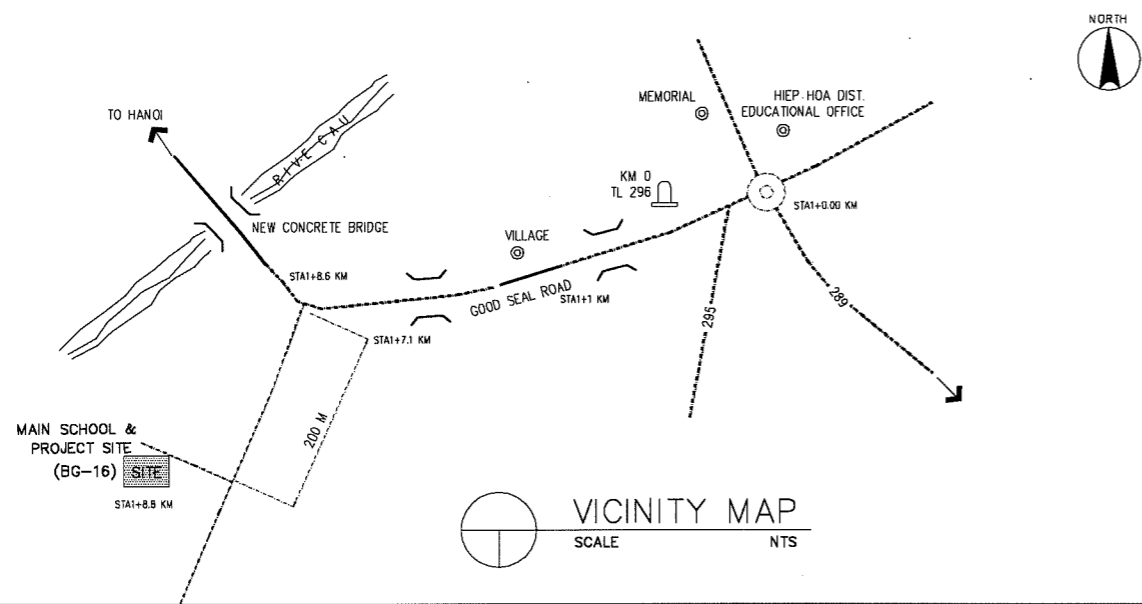 NORTH
MEMORIAL
HIEP HOA DIST.
EDUCATIONAL OFFICE
TO HANOI
RIVE CAU
KM 0
TL 296
STA1+0.00 KM
NEW CONCRETE BRIDGE
VILLAGE
STA1+8.6 KM
GOOD SEAL ROAD
STA1+1 KM
295
289
STA1+7.1 KM
200 M
MAIN SCHOOL &
PROJECT SITE
(BG-16)
SITE
STA1+8.5 KM
VICINITY MAP
SCALE NTS